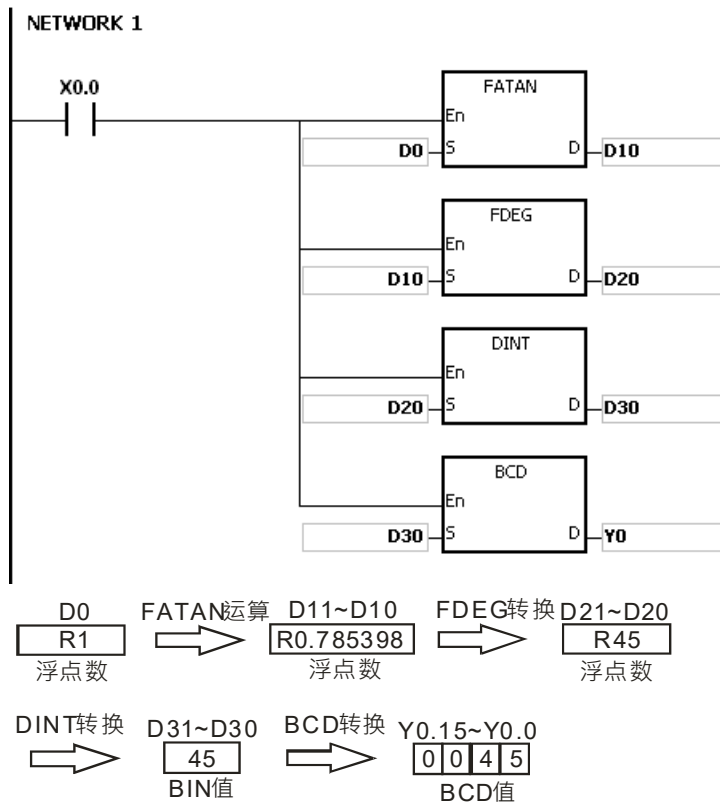 NETWORK 1
X0.0
FATAN
En
D0 S D D10
FDEG
En
D10 S D D20
DINT
En
D20 S D D30
BCD
En
D30 S D Y0
D0 FATAN运算 D11~D10 FDEG转换 D21~D20
R1 R0.785398 R45
浮点数 浮点数 浮点数
DINT转换 D31~D30 BCD转换 Y0.15~Y0.0
45 0 0 4 5
BIN值 BCD值